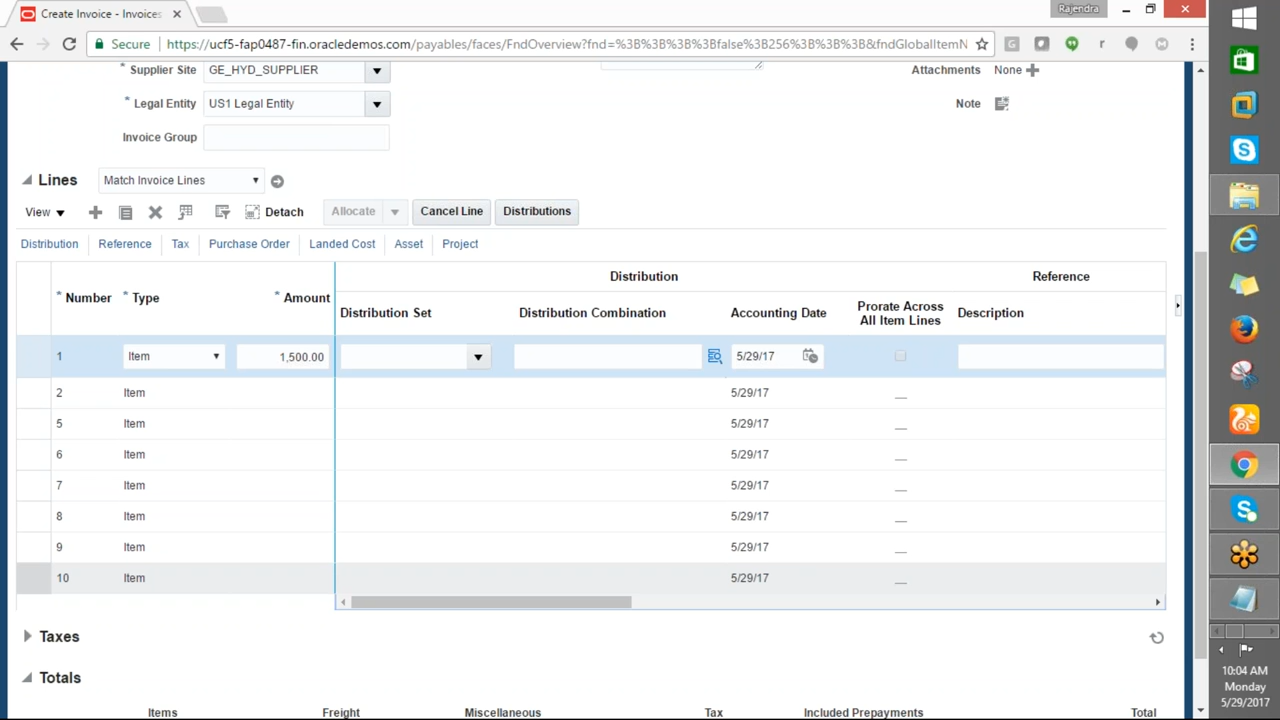 Create Invoice - Invoices
Rajendra
Secure https://ucf5-fap0487-fin.oracledemos.com/payables/faces/FndOverview?fnd=%3B%3B%3B%3Bfalse%3B256%3B%3B%3B&fndGlobalItemN
* Supplier Site GE_HYD_SUPPLIER
Attachments None
* Legal Entity US1 Legal Entity
Note
Invoice Group
Lines Match Invoice Lines
View Detach Allocate Cancel Line Distributions
Distribution Reference Tax Purchase Order Landed Cost Asset Project
Distribution Reference
* Number * Type * Amount Distribution Set Distribution Combination Accounting Date Prorate Across All Item Lines Description
1 Item 1,500.00 5/29/17
2 Item 5/29/17
5 Item 5/29/17
6 Item 5/29/17
7 Item 5/29/17
8 Item 5/29/17
9 Item 5/29/17
10 Item 5/29/17
Taxes
Totals
Items Freight Miscellaneous Tax Included Prepayments Total
10:04 AM
Monday
5/29/2017